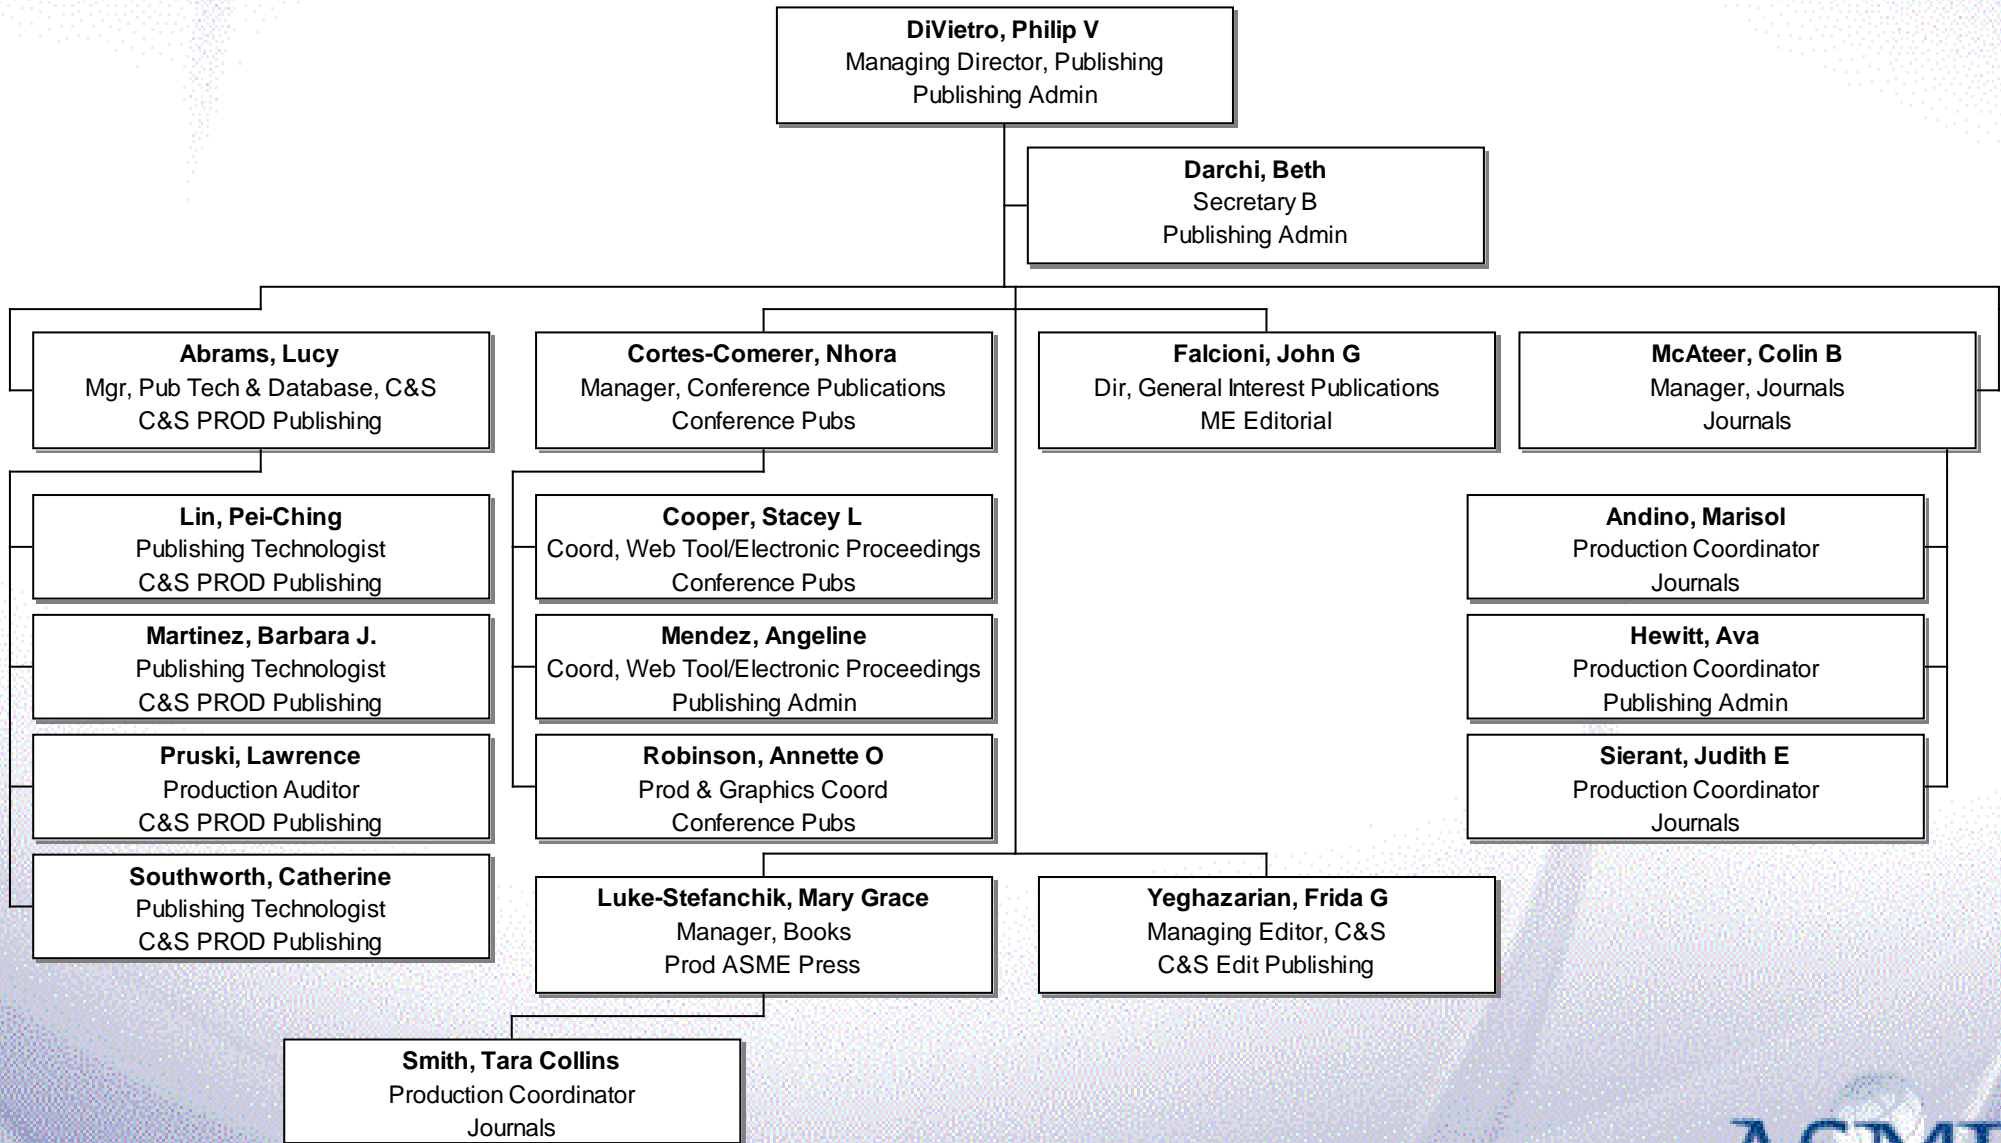 DiVietro, Philip V
Managing Director, Publishing
Publishing Admin
Darchi, Beth
Secretary B
Publishing Admin
Abrams, Lucy
Mgr, Pub Tech & Database, C&S
C&S PROD Publishing
Cortes-Comerer, Nhora
Manager, Conference Publications
Conference Pubs
Falcioni, John G
Dir, General Interest Publications
ME Editorial
McAteer, Colin B
Manager, Journals
Journals
Lin, Pei-Ching
Publishing Technologist
C&S PROD Publishing
Martinez, Barbara J.
Publishing Technologist
C&S PROD Publishing
Pruski, Lawrence
Production Auditor
C&S PROD Publishing
Southworth, Catherine
Publishing Technologist
C&S PROD Publishing
Cooper, Stacey L
Coord, Web Tool/Electronic Proceedings
Conference Pubs
Mendez, Angeline
Coord, Web Tool/Electronic Proceedings
Publishing Admin
Robinson, Annette O
Prod & Graphics Coord
Conference Pubs
Andino, Marisol
Production Coordinator
Journals
Hewitt, Ava
Production Coordinator
Publishing Admin
Sierant, Judith E
Production Coordinator
Journals
Luke-Stefanchik, Mary Grace
Manager, Books
Prod ASME Press
Yeghazarian, Frida G
Managing Editor, C&S
C&S Edit Publishing
Smith, Tara Collins
Production Coordinator
Journals